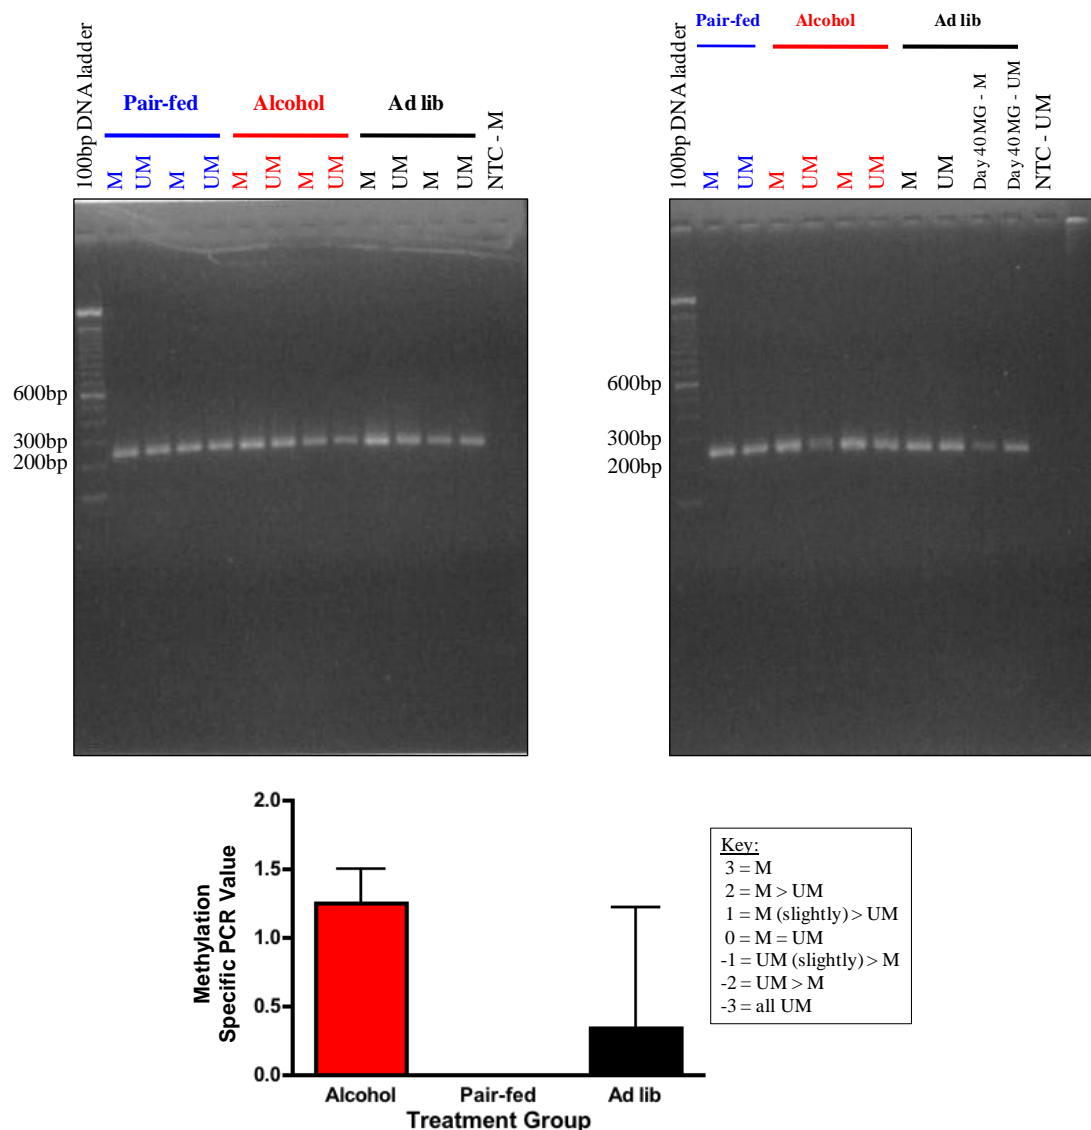 100bp DNA ladder
Pair-fed
Alcohol
Ad lib
M
UM
M
UM
M
UM
M
UM
M
UM
M
UM
NTC - M
600bp
300bp
200bp
100bp DNA ladder
Pair-fed
Alcohol
Ad lib
M
UM
M
UM
M
UM
M
UM
Day 40 MG - M
Day 40 MG - UM
NTC - UM
600bp
300bp
200bp
Methylation
Specific PCR Value
2.0
1.5
1.0
0.5
0.0
Alcohol
Pair-fed
Ad lib
Treatment Group
Key:
3 = M
2 = M > UM
1 = M (slightly) > UM
0 = M = UM
-1 = UM (slightly) > M
-2 = UM > M
-3 = all UM